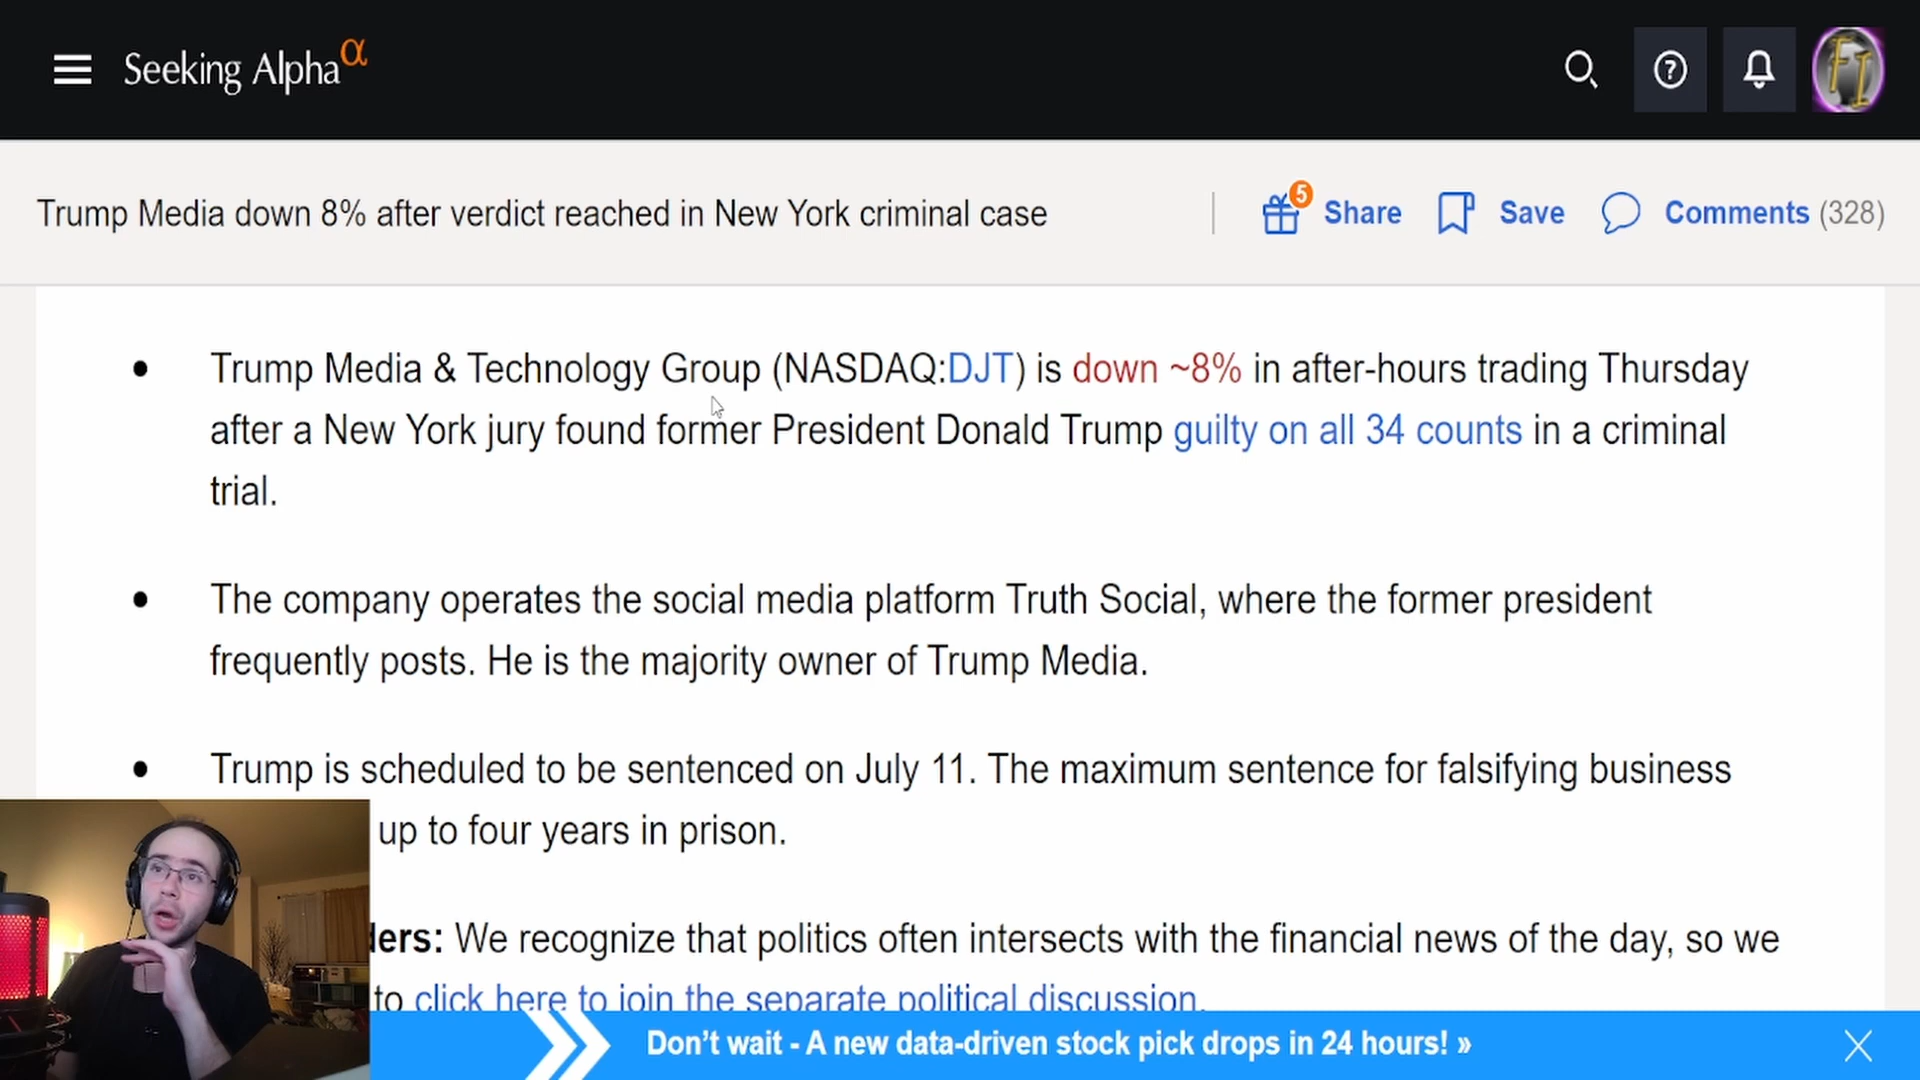 Seeking Alpha α
Trump Media down 8% after verdict reached in New York criminal case
5 Share Save Comments (328)
• Trump Media & Technology Group (NASDAQ:DJT) is down ~8% in after-hours trading Thursday
after a New York jury found former President Donald Trump guilty on all 34 counts in a criminal
trial.
• The company operates the social media platform Truth Social, where the former president
frequently posts. He is the majority owner of Trump Media.
• Trump is scheduled to be sentenced on July 11. The maximum sentence for falsifying business
up to four years in prison.
ders: We recognize that politics often intersects with the financial news of the day, so we
to click here to join the separate political discussion.
Don't wait - A new data-driven stock pick drops in 24 hours! »